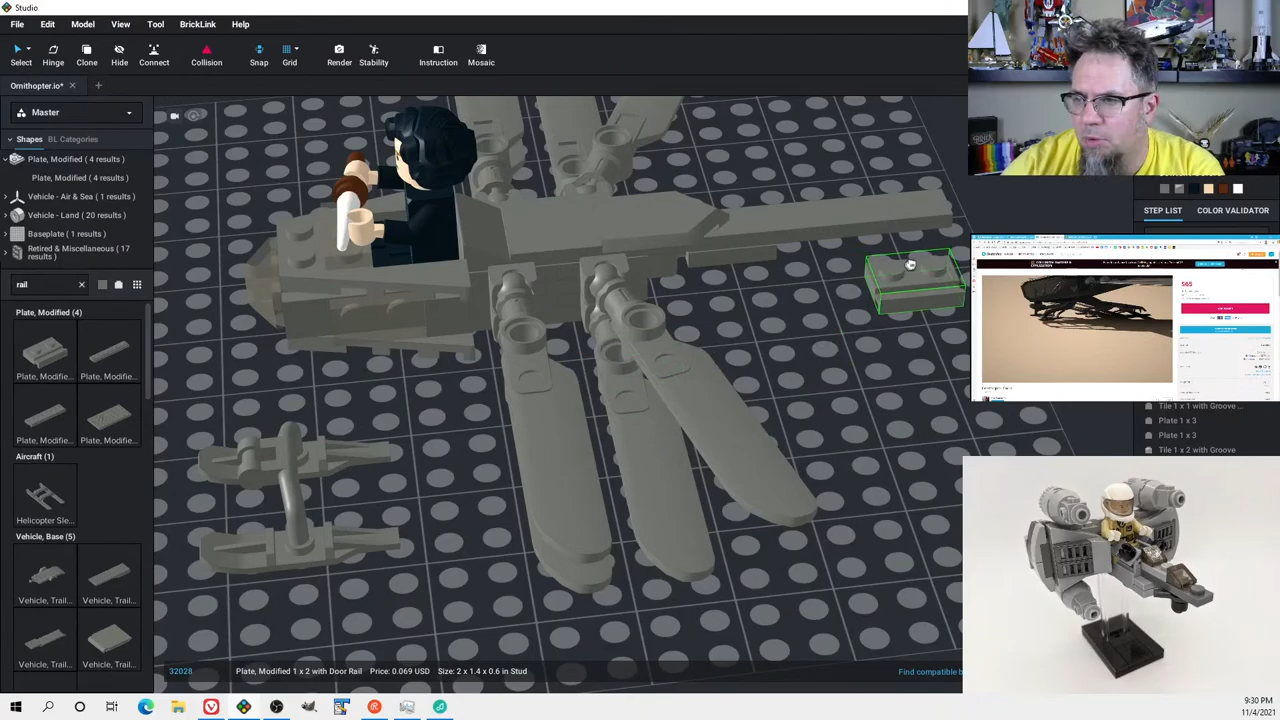 Studio
File Edit Model View Tool BrickLink Help
Select Hinge Clone Hide Connect Collision Snap Grid Render Stability Instruction Mosaic
Ornithopter.io*
Master
Shapes BL Categories
Plate, Modified ( 4 results )
Plate, Modified ( 4 results )
Vehicle - Air & Sea ( 1 results )
Vehicle - Land ( 20 results )
Baseplate ( 1 results )
Retired & Miscellaneous ( 17
rail
Plate, Modified (4)
Plate, Modifie... Plate, Modifie...
Plate, Modifie... Plate, Modifie...
Aircraft (1)
Helicopter Sle...
Vehicle, Base (5)
Vehicle, Trail... Vehicle, Trail...
Vehicle, Trail... Vehicle, Trail...
STEP LIST COLOR VALIDATOR
$65
Tile 1 x 1 with Groove ...
Plate 1 x 3
Plate 1 x 3
Tile 1 x 2 with Groove
32028 Plate, Modified 1 x 2 with Door Rail Price: 0.069 USD Size: 2 x 1.4 x 0.6 in Stud
Find compatible b
9:30 PM
11/4/2021